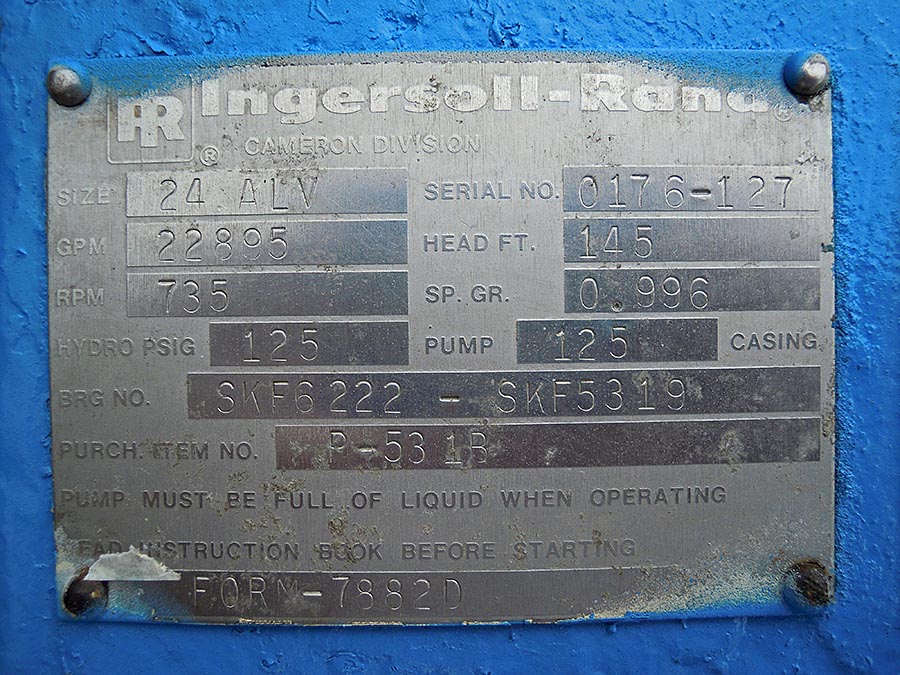 IR ® Ingersoll-Rand ®
CAMERON DIVISION
SIZE 24 ALV SERIAL NO. 0176-127
GPM 22895 HEAD FT. 145
RPM 735 SP. GR. 0.996
HYDRO PSIG 125 PUMP 125 CASING
BRG NO. SKF6222 - SKF5319
PURCH. ITEM NO. P-531B
PUMP MUST BE FULL OF LIQUID WHEN OPERATING
READ INSTRUCTION BOOK BEFORE STARTING
FORM-7882D